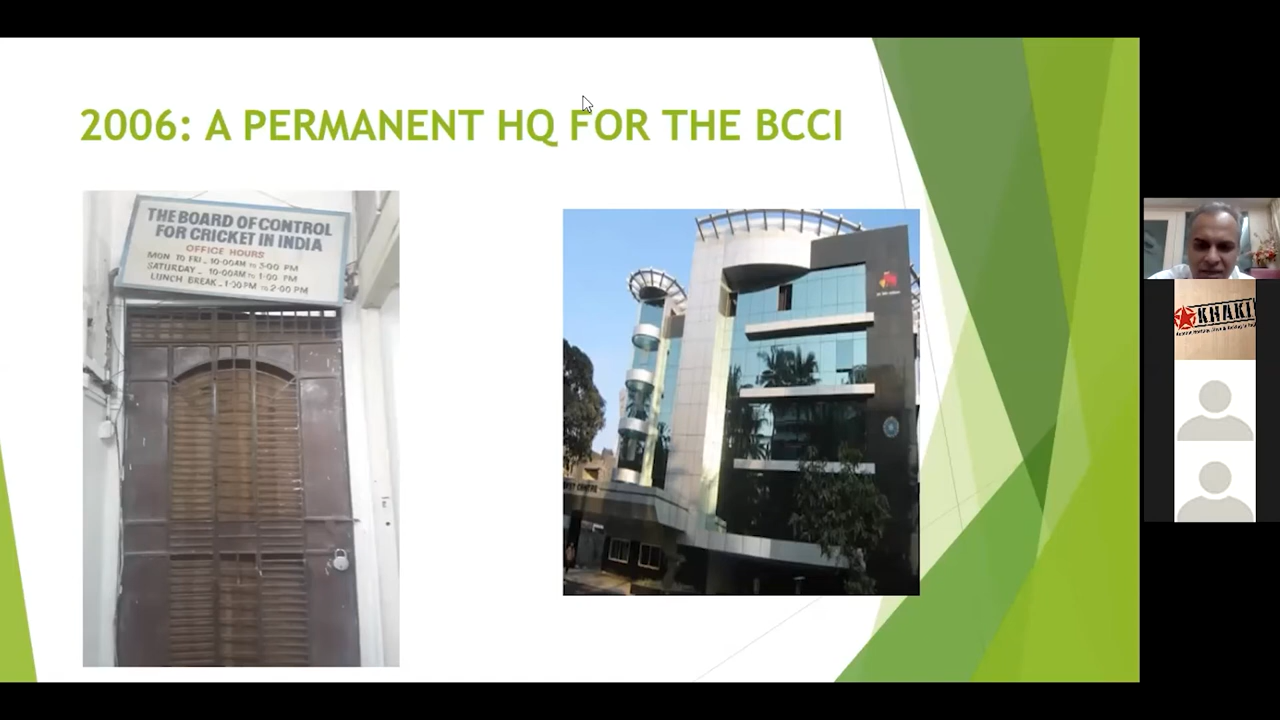 2006: A PERMANENT HQ FOR THE BCCI
THE BOARD OF CONTROL
FOR CRICKET IN INDIA
OFFICE HOURS
MON TO FRI - 10:00AM TO 5:00 PM
SATURDAY - 10:00AM TO 1:00 PM
LUNCH BREAK - 1:00PM TO 2:00 PM
KHAKI